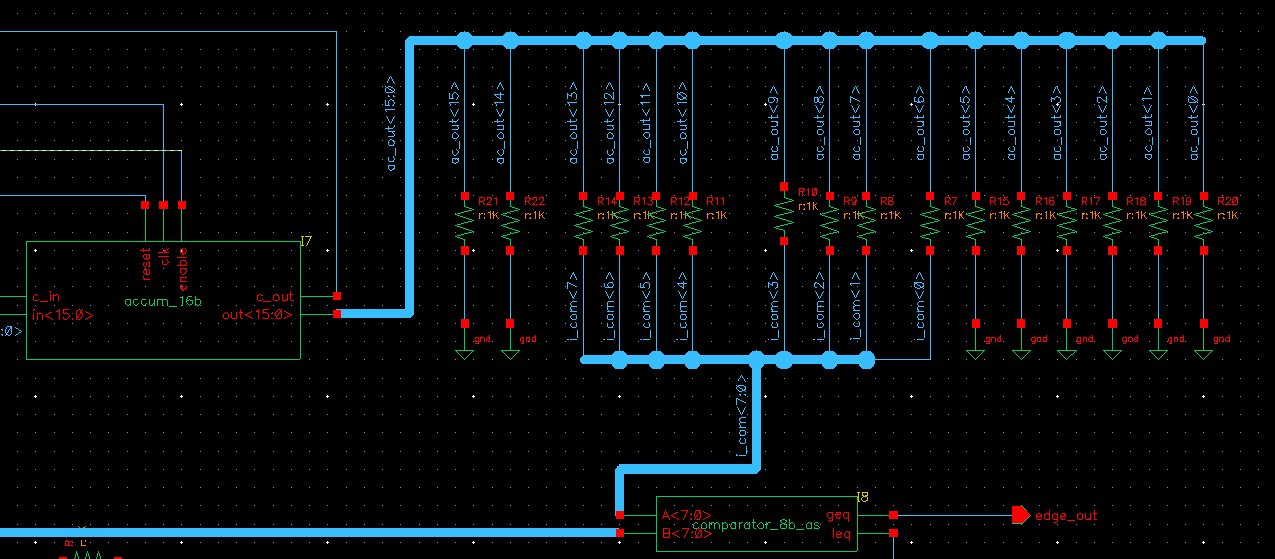 ac_out<15:0>
ac_out<15>
ac_out<14>
ac_out<13>
ac_out<12>
ac_out<11>
ac_out<10>
ac_out<9>
ac_out<8>
ac_out<7>
ac_out<6>
ac_out<5>
ac_out<4>
ac_out<3>
ac_out<2>
ac_out<1>
ac_out<0>
R21
r:1K
R22
r:1K
R14
r:1K
R13
r:1K
R12
r:1K
R11
r:1K
R10
r:1K
R9
r:1K
R8
r:1K
R7
r:1K
R15
r:1K
R16
r:1K
R17
r:1K
R18
r:1K
R19
r:1K
R20
r:1K
I7
reset
clk
enable
accum_16b
c_in
in<15:0>
c_out
out<15:0>
:0>
i_com<7>
i_com<6>
i_com<5>
i_com<4>
i_com<3>
i_com<2>
i_com<1>
i_com<0>
gnd
gnd
gnd
gnd
gnd
gnd
gnd
gnd
i_com<7:0>
I8
A<7:0>
B<7:0>
comparator_8b_as
geq
leq
edge_out